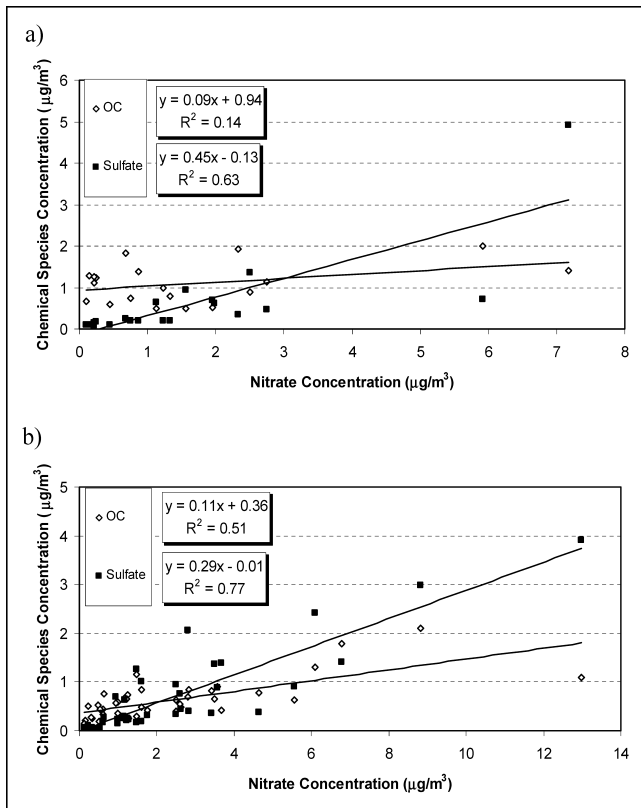 a)
Chemical Species Concentration (μg/m³)
6
5
4
3
2
1
0
OC
Sulfate
y = 0.09x + 0.94
R² = 0.14
y = 0.45x - 0.13
R² = 0.63
0 1 2 3 4 5 6 7 8
Nitrate Concentration (μg/m³)
b)
Chemical Species Concentration (μg/m³)
5
4
3
2
1
0
OC
Sulfate
y = 0.11x + 0.36
R² = 0.51
y = 0.29x - 0.01
R² = 0.77
0 2 4 6 8 10 12 14
Nitrate Concentration (μg/m³)